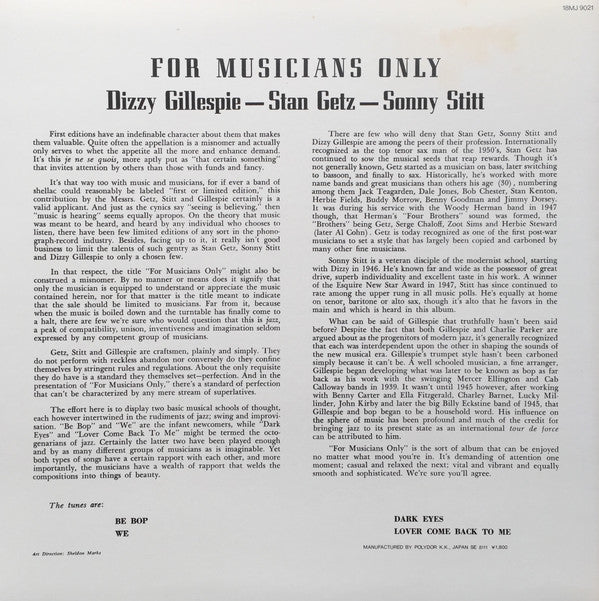 18MJ 9021
FOR MUSICIANS ONLY
Dizzy Gillespie — Stan Getz — Sonny Stitt
First editions have an indefinable character about them that makes
them valuable. Quite often the appellation is a misnomer and actually
only serves to whet the appetite all the more and enhance demand.
It's this je ne se quois, more aptly put as "that certain something"
that invites attention by others than those with funds and fancy.
It's that way too with music and musicians, for if ever a band of
shellac could reasonably be labeled "first or limited edition," this
contribution by the Messrs. Getz, Stitt and Gillespie certainly is a
valid applicant. And just as the cynics say "seeing is believing," then
"music is hearing" seems equally apropos. On the theory that music
was meant to be heard, and heard by any individual who chooses to
listen, there have been few limited editions of any sort in the phono-
graph-record industry. Besides, facing up to it, it really isn't good
business to limit the talents of such gentry as Stan Getz, Sonny Stitt
and Dizzy Gillespie to only a chosen few.
In that respect, the title "For Musicians Only" might also be
construed a misnomer. By no manner or means does it signify that
only the musician is equipped to understand or appreciate the music
contained herein, nor for that matter is the title meant to indicate
that the sale should be limited to musicians. Far from it, because
when the music is boiled down and the turntable has finally come to
a halt, there are few we're sure who would question that this is jazz,
a peak of compatibility, unison, inventiveness and imagination seldom
expressed by any competent group of musicians.
Getz, Stitt and Gillespie are craftsmen, plainly and simply. They
do not perform with reckless abandon nor conversely do they confine
themselves by stringent rules and regulations. About the only requisite
they do have is a standard they themselves set—perfection. And in the
presentation of "For Musicians Only," there's a standard of perfection
that can't be characterized by any mere stream of superlatives.
The effort here is to display two basic musical schools of thought,
each however intertwined in the rudiments of jazz; swing and improvi-
sation. "Be Bop" and "We" are the infant newcomers, while "Dark
Eyes" and "Lover Come Back To Me" might be termed the octo-
genarians of jazz. Certainly the latter two have been played enough
and by as many different groups of musicians as is imaginable. Yet
both types of songs have a certain rapport with each other, and more
importantly, the musicians have a wealth of rapport that welds the
compositions into things of beauty.
There are few who will deny that Stan Getz, Sonny Stitt and
Dizzy Gillespie are among the peers of their profession. Internationally
recognized as the top tenor sax man of the 1950's, Stan Getz has
continued to sow the musical seeds that reap rewards. Though it's
not generally known, Getz started as a musician on bass, later switching
to bassoon, and finally to sax. Historically, he's worked with more
name bands and great musicians than others his age (30), numbering
among them Jack Teagarden, Dale Jones, Bob Chester, Stan Kenton,
Herbie Fields, Buddy Morrow, Benny Goodman and Jimmy Dorsey.
It was during his service with the Woody Herman band in 1947
though, that Herman's "Four Brothers" sound was formed, the
"Brothers" being Getz, Serge Chaloff, Zoot Sims and Herbie Steward
(later Al Cohn). Getz is today recognized as one of the first post-war
musicians to set a style that has largely been copied and carboned by
many other fine musicians.
Sonny Stitt is a veteran disciple of the modernist school, starting
with Dizzy in 1946. He's known far and wide as the possessor of great
drive, superb individuality and excellent taste in his work. A winner
of the Esquire New Star Award in 1947, Stitt has since continued to
rate among the upper rung in all music polls. He's equally at home
on tenor, baritone or alto sax, though it's alto that he favors in the
main and which is heard in this album.
What can be said of Gillespie that truthfully hasn't been said
before? Despite the fact that both Gillespie and Charlie Parker are
argued about as the progenitors of modern jazz, it's generally recognized
that each was interdependent upon the other in shaping the sounds of
the new musical era. Gillespie's trumpet style hasn't been carboned
simply because it can't be. A well schooled musician, a fine arranger,
Gillespie began developing what was later to be known as bop as far
back as his work with the swinging Mercer Ellington and Cab
Calloway bands in 1939. It wasn't until 1945 however, after working
with Benny Carter and Ella Fitzgerald, Charley Barnet, Lucky Mil-
linder, John Kirby and later the big Billy Eckstine band of 1945, that
Gillespie and bop began to be a household word. His influence on
the sphere of music has been profound and much of the credit for
bringing jazz to its present state as an international tour de force
can be attributed to him.
"For Musicians Only" is the sort of album that can be enjoyed
no matter what mood you're in. It's demanding of attention one
moment; casual and relaxed the next; vital and vibrant and equally
smooth and sophisticated. We're sure you'll agree.
The tunes are:
BE BOP
WE
DARK EYES
LOVER COME BACK TO ME
Art Direction: Sheldon Marks
MANUFACTURED BY POLYDOR K.K., JAPAN SE 8111 ¥1,800